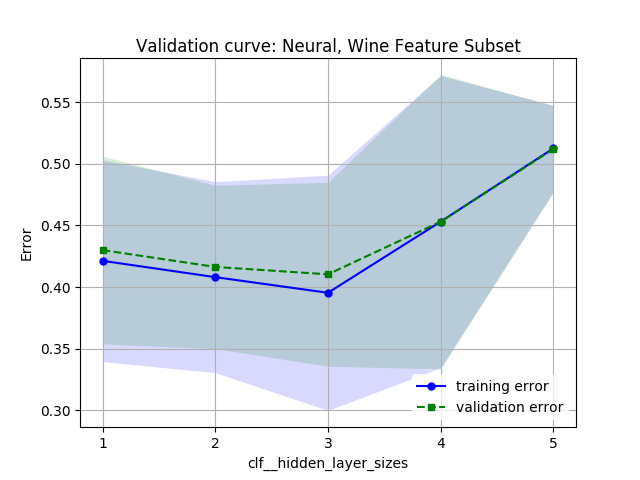 Validation curve: Neural, Wine Feature Subset
Error
0.55
0.50
0.45
0.40
0.35
0.30
training error
validation error
1 2 3 4 5
clf__hidden_layer_sizes